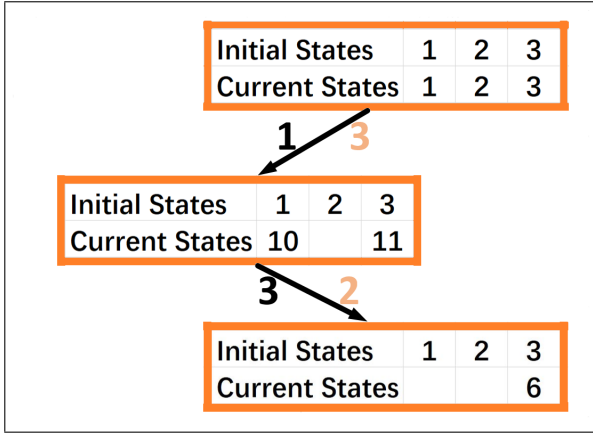 Initial States 1 2 3
Current States 1 2 3
1 3
Initial States 1 2 3
Current States 10 11
3 2
Initial States 1 2 3
Current States 6